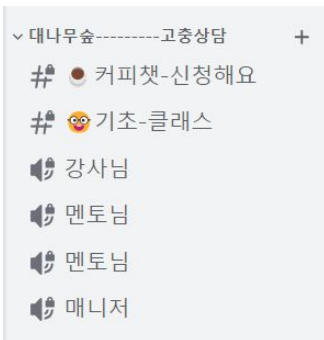 대나무숲---------고충상담
커피챗-신청해요
기초-클래스
강사님
멘토님
멘토님
매니저